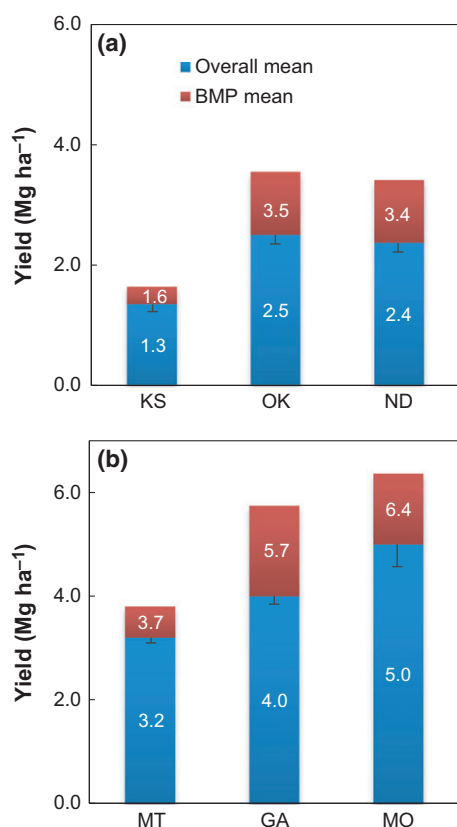 (a)
Overall mean
BMP mean
Yield (Mg ha⁻¹)
6.0
4.0
2.0
0.0
1.6
1.3
3.5
2.5
3.4
2.4
KS OK ND
(b)
Yield (Mg ha⁻¹)
6.0
4.0
2.0
0.0
3.7
3.2
5.7
4.0
6.4
5.0
MT GA MO